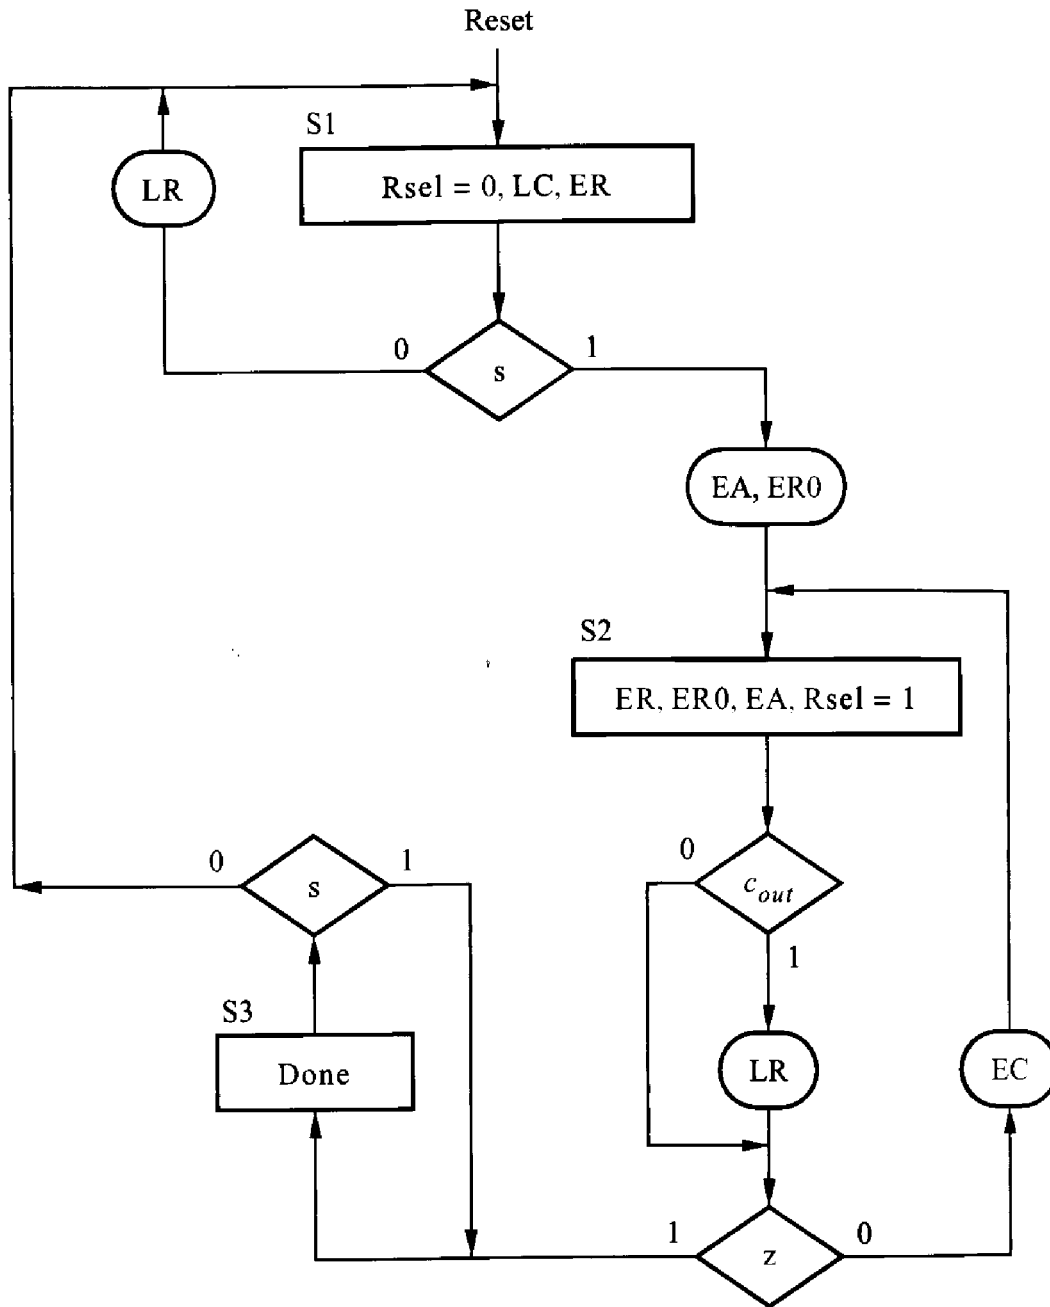 Reset
S1
LR
Rsel = 0, LC, ER
0
s
1
EA, ER0
S2
ER, ER0, EA, Rsel = 1
0
s
1
0
c_out
1
S3
Done
LR
EC
1
z
0